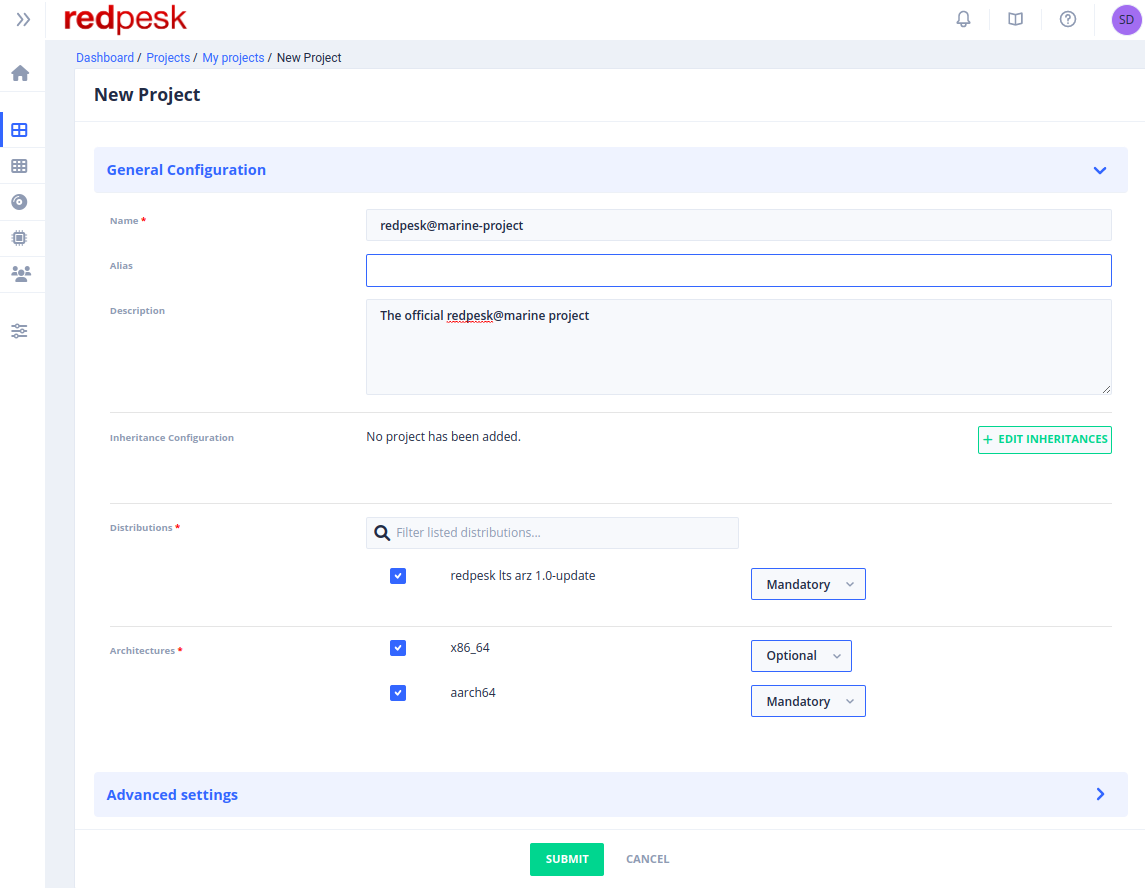 redpesk
SD
Dashboard / Projects / My projects / New Project
New Project
General Configuration
Name *
redpesk@marine-project
Alias
Description
The official redpesk@marine project
Inheritance Configuration
No project has been added.
+ EDIT INHERITANCES
Distributions *
Filter listed distributions...
redpesk lts arz 1.0-update
Mandatory
Architectures *
x86_64
Optional
aarch64
Mandatory
Advanced settings
SUBMIT
CANCEL